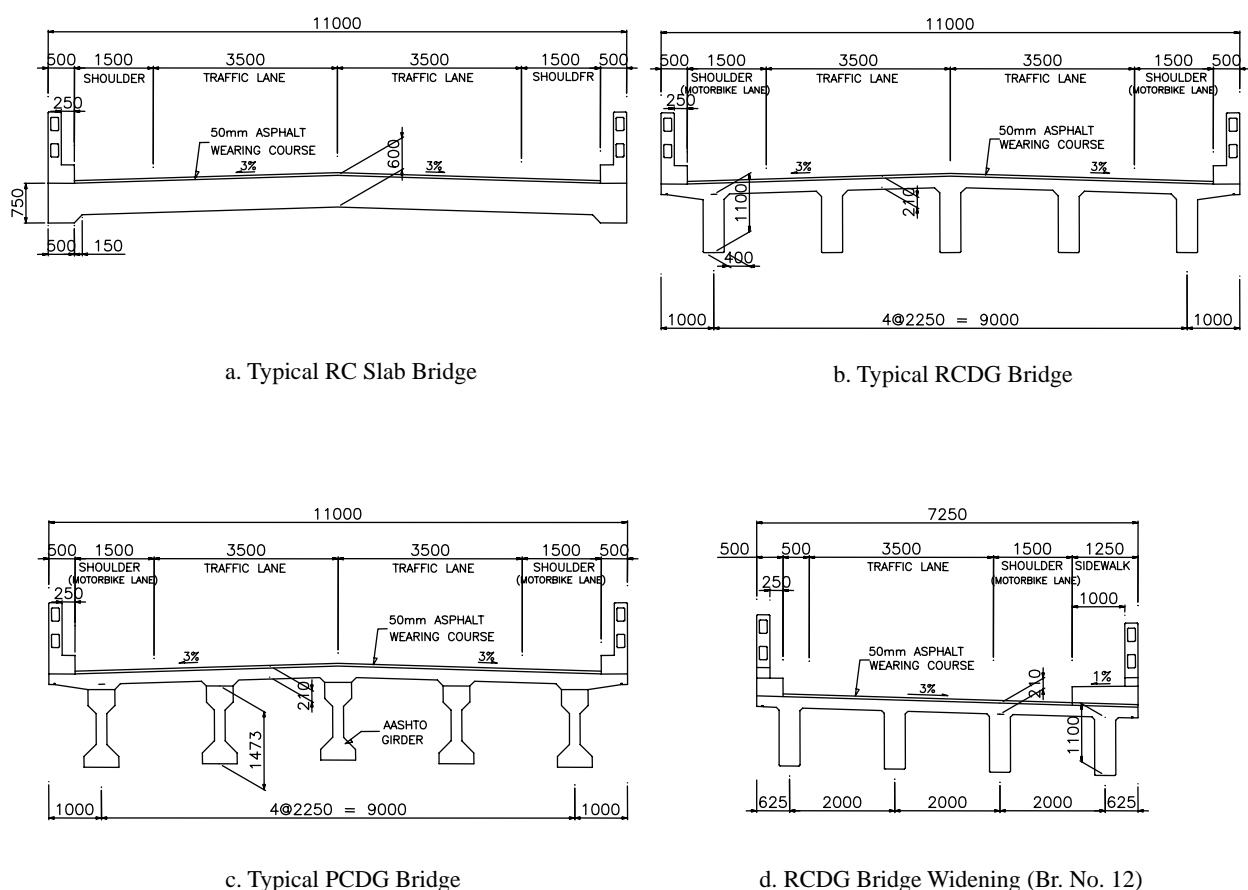 11000
500 1500 3500 3500 1500 500
SHOULDER TRAFFIC LANE TRAFFIC LANE SHOULDFR
250
50mm ASPHALT
WEARING COURSE
3% 3%
600
750
500 150
a. Typical RC Slab Bridge
11000
500 1500 3500 3500 1500 500
SHOULDER TRAFFIC LANE TRAFFIC LANE SHOULDER
(MOTORBIKE LANE) (MOTORBIKE LANE)
250
50mm ASPHALT
WEARING COURSE
3% 3%
1100
210
400
1000 4@2250 = 9000 1000
b. Typical RCDG Bridge
11000
500 1500 3500 3500 1500 500
SHOULDER TRAFFIC LANE TRAFFIC LANE SHOULDER
(MOTORBIKE LANE) (MOTORBIKE LANE)
250
50mm ASPHALT
WEARING COURSE
3% 3%
210
1473
AASHTO
GIRDER
1000 4@2250 = 9000 1000
c. Typical PCDG Bridge
7250
500 500 3500 1500 1250
TRAFFIC LANE SHOULDER SIDEWALK
(MOTORBIKE LANE)
250
1000
50mm ASPHALT
WEARING COURSE
3%
210
1%
1100
625 2000 2000 2000 625
d. RCDG Bridge Widening (Br. No. 12)